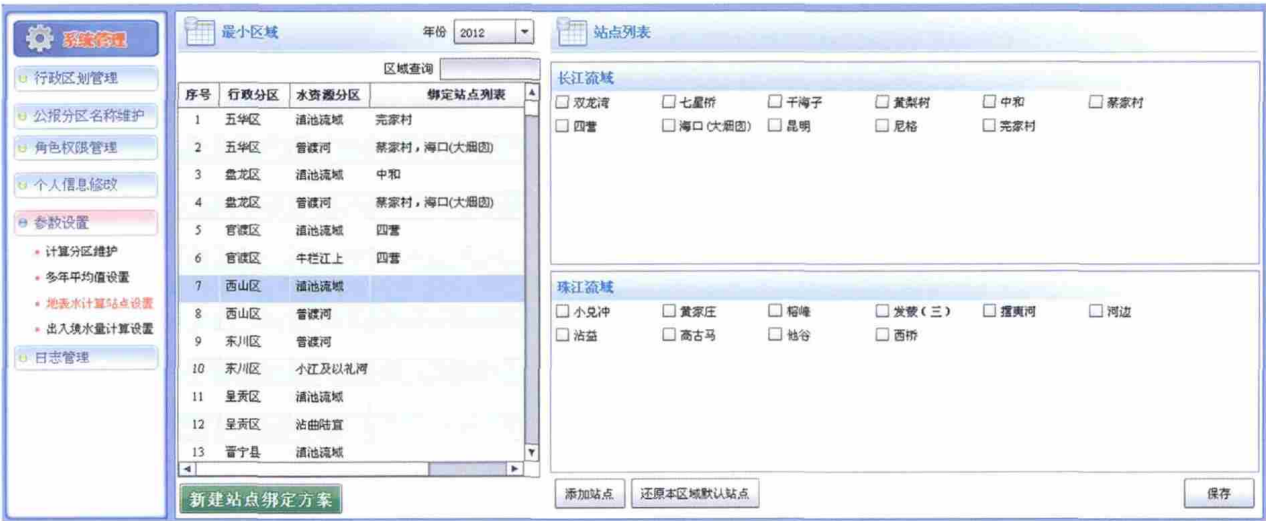 系统管理
行政区划管理
公报分区名称维护
角色权限管理
个人信息修改
参数设置
计算分区维护
多年平均值设置
地表水计算站点设置
出入境水量计算设置
日志管理
最小区域 年份 2012
区域查询
序号 行政分区 水资源分区 绑定站点列表
1 五华区 滇池流域 完家村
2 五华区 普渡河 蔡家村，海口(大烟囱)
3 盘龙区 滇池流域 中和
4 盘龙区 普渡河 蔡家村，海口(大烟囱)
5 官渡区 滇池流域 四营
6 官渡区 牛栏江上 四营
7 西山区 滇池流域
8 西山区 普渡河
9 东川区 普渡河
10 东川区 小江及以礼河
11 呈贡区 滇池流域
12 呈贡区 沾曲陆宜
13 晋宁县 滇池流域
新建站点绑定方案
站点列表
长江流域
双龙湾 七星桥 干海子 黄梨树 中和 蔡家村
四营 海口(大烟囱) 昆明 尼格 完家村
珠江流域
小兑冲 黄家庄 榕峰 发蒙(三) 擅爽河 河边
沾益 高古马 他谷 西桥
添加站点 还原本区域默认站点 保存